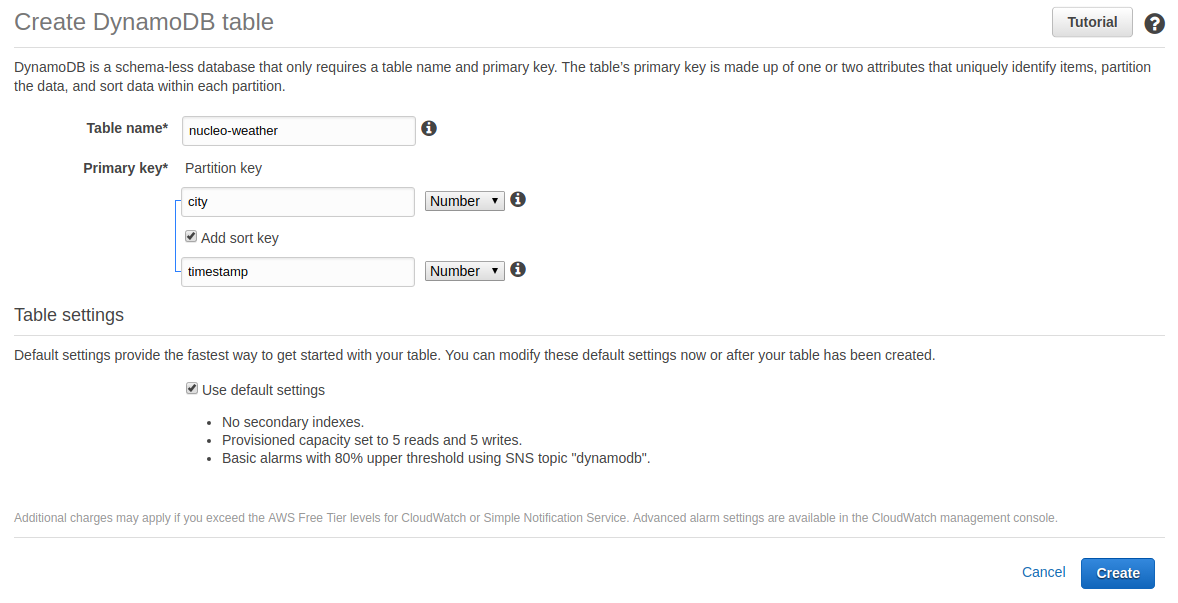 Create DynamoDB table
Tutorial
DynamoDB is a schema-less database that only requires a table name and primary key. The table's primary key is made up of one or two attributes that uniquely identify items, partition
the data, and sort data within each partition.
Table name* nucleo-weather
Primary key* Partition key
city Number
Add sort key
timestamp Number
Table settings
Default settings provide the fastest way to get started with your table. You can modify these default settings now or after your table has been created.
Use default settings
• No secondary indexes.
• Provisioned capacity set to 5 reads and 5 writes.
• Basic alarms with 80% upper threshold using SNS topic "dynamodb".
Additional charges may apply if you exceed the AWS Free Tier levels for CloudWatch or Simple Notification Service. Advanced alarm settings are available in the CloudWatch management console.
Cancel Create